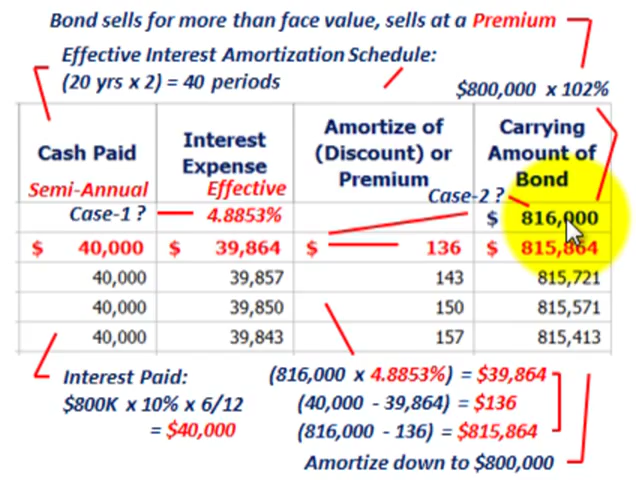 Bond sells for more than face value, sells at a Premium
Effective Interest Amortization Schedule:
(20 yrs x 2) = 40 periods
$800,000 x 102%
Cash Paid
Semi-Annual
Interest
Expense
Effective
Amortize of
(Discount) or
Premium
Carrying
Amount of
Bond
Case-2 ?
Case-1 ? 4.8853% $ 816,000
$ 40,000 $ 39,864 $ 136 $ 815,864
40,000 39,857 143 815,721
40,000 39,850 150 815,571
40,000 39,843 157 815,413
Interest Paid:
$800K x 10% x 6/12
= $40,000
(816,000 x 4.8853%) = $39,864
(40,000 - 39,864) = $136
(816,000 - 136) = $815,864
Amortize down to $800,000